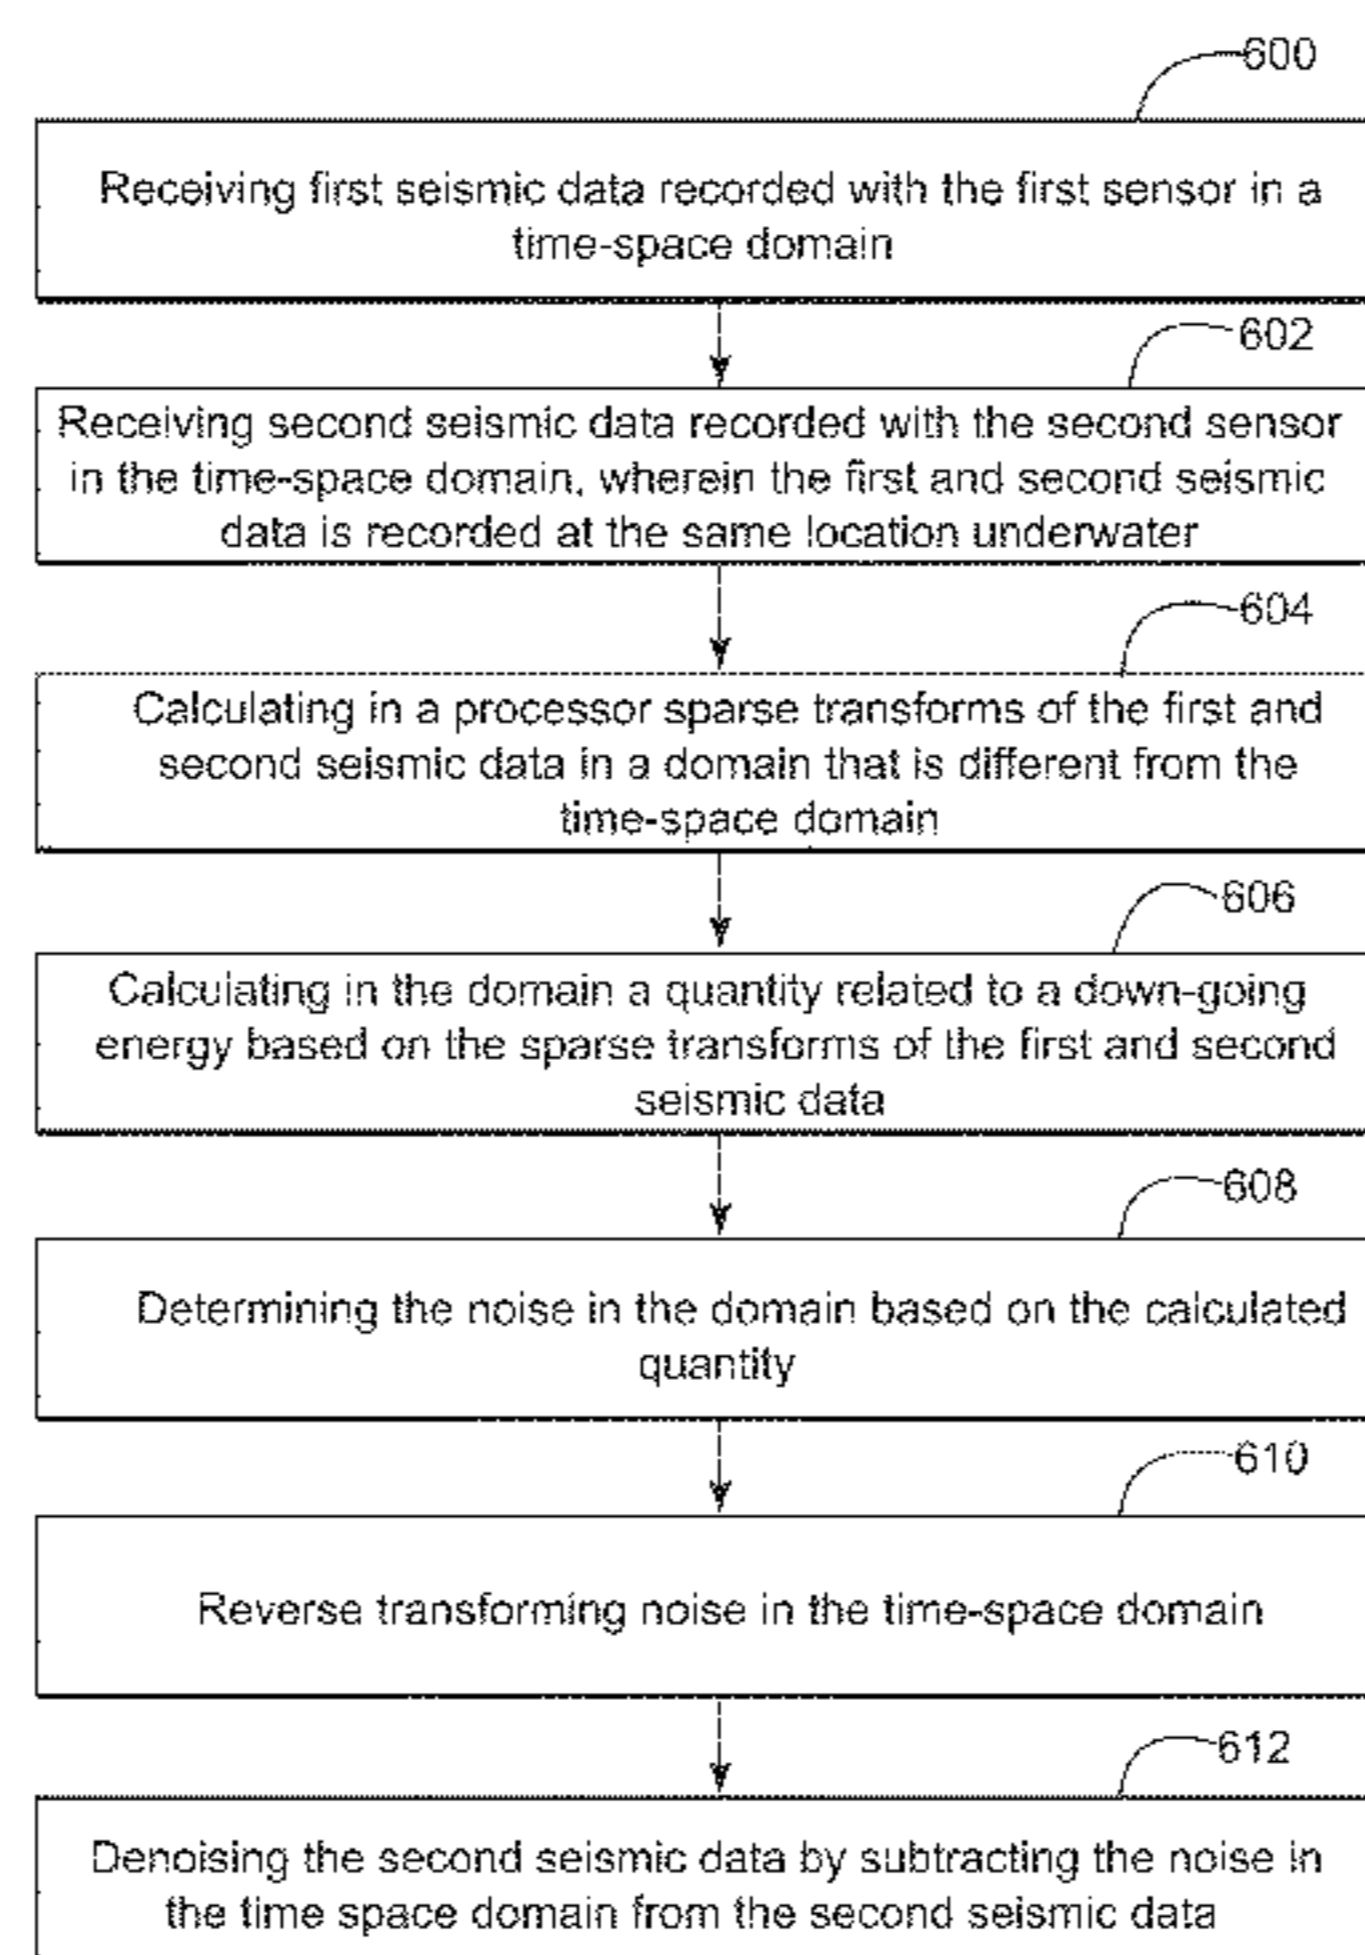 600
Receiving first seismic data recorded with the first sensor in a
time-space domain
602
Receiving second seismic data recorded with the second sensor
in the time-space domain, wherein the first and second seismic
data is recorded at the same location underwater
604
Calculating in a processor sparse transforms of the first and
second seismic data in a domain that is different from the
time-space domain
606
Calculating in the domain a quantity related to a down-going
energy based on the sparse transforms of the first and second
seismic data
608
Determining the noise in the domain based on the calculated
quantity
610
Reverse transforming noise in the time-space domain
612
Denoising the second seismic data by subtracting the noise in
the time space domain from the second seismic data